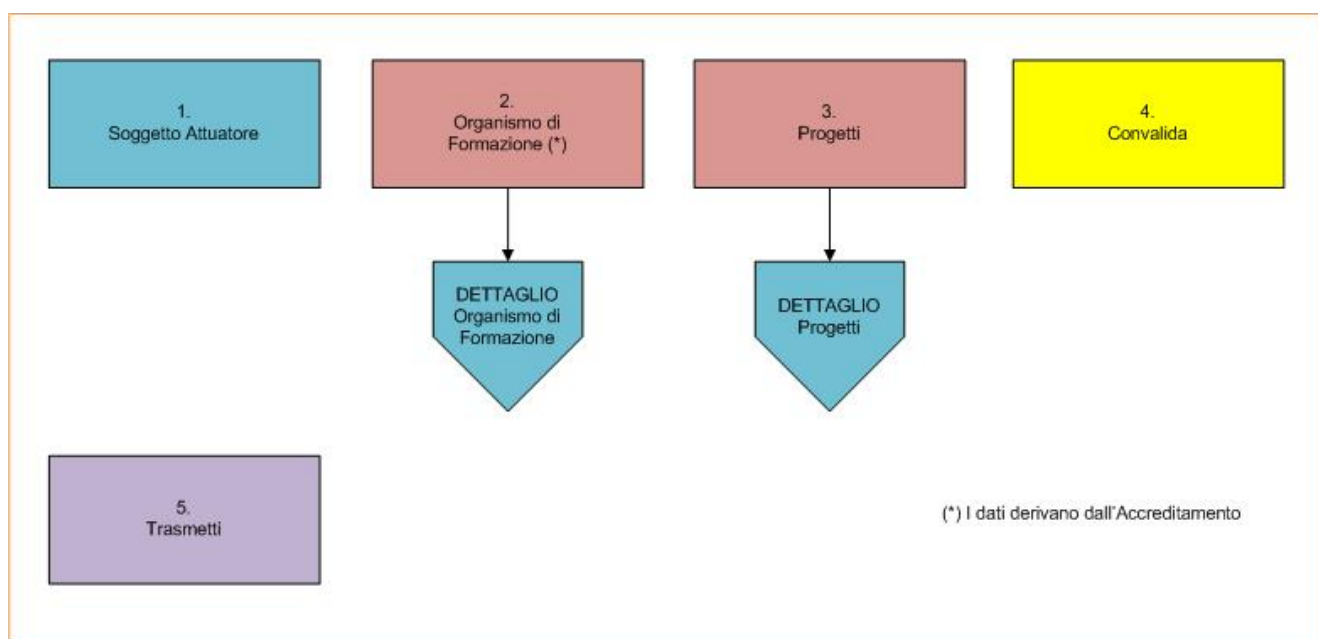 1.
Soggetto Attuatore
2.
Organismo di
Formazione (*)
3.
Progetti
4.
Convalida
DETTAGLIO
Organismo di
Formazione
DETTAGLIO
Progetti
5.
Trasmetti
(*) I dati derivano dall'Accreditamento